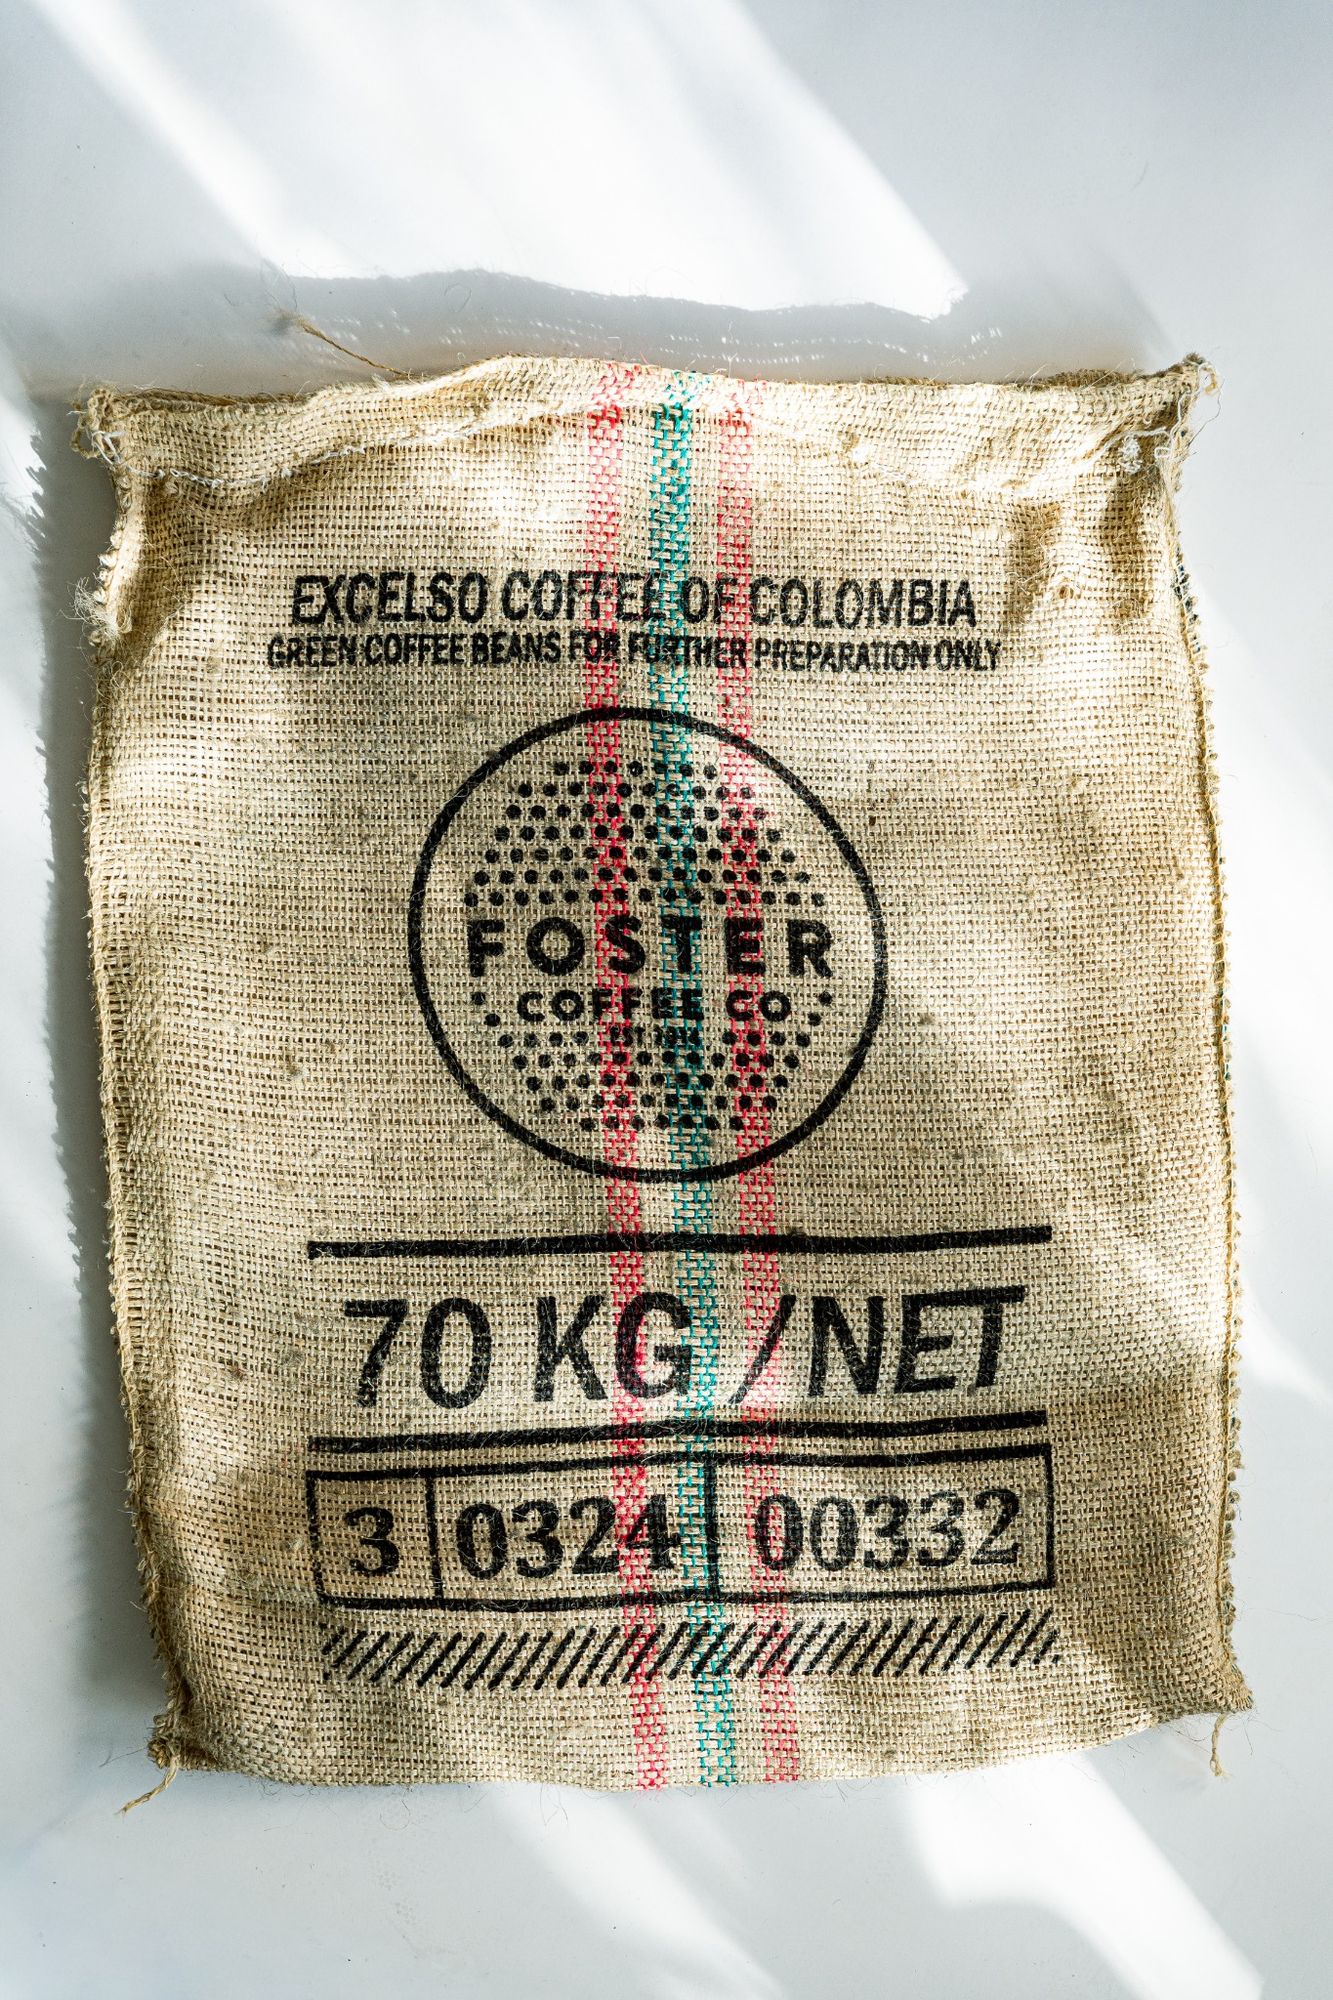 EXCELSO COFFEE OF COLOMBIA
GREEN COFFEE BEANS FOR FURTHER PREPARATION ONLY
FOSTER
COFFEE CO
70 KG / NET
3 0324 00332